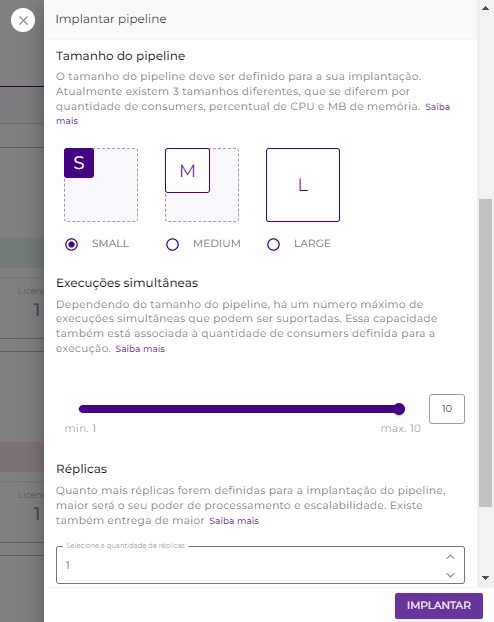 Implantar pipeline
Tamanho do pipeline
O tamanho do pipeline deve ser definido para a sua implantação.
Atualmente existem 3 tamanhos diferentes, que se diferem por
quantidade de consumers, percentual de CPU e MB de memória. Saiba
mais
S
M
L
SMALL
MEDIUM
LARGE
Execuções simultâneas
Dependendo do tamanho do pipeline, há um número máximo de
execuções simultâneas que podem ser suportadas. Essa capacidade
também está associada à quantidade de consumers definida para a
execução. Saiba mais
10
min. 1
max. 10
Réplicas
Quanto mais réplicas forem definidas para a implantação do pipeline,
maior será o seu poder de processamento e escalabilidade. Existe
também entrega de maior Saiba mais
Selecione a quantidade de réplicas
1
IMPLANTAR
Licen
1
Licen
1